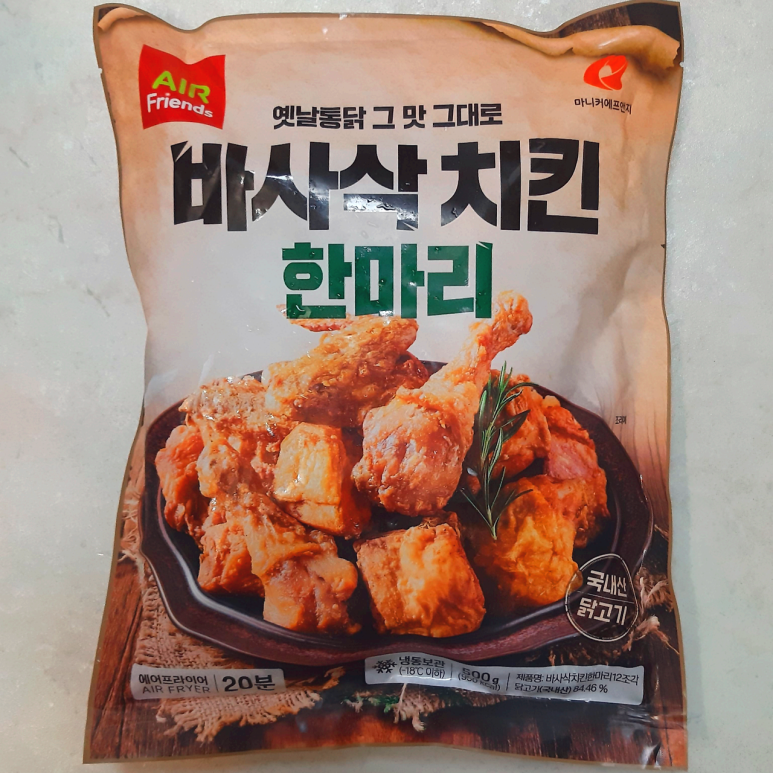 AIR
Friends
마니커에프앤지
옛날통닭 그 맛 그대로
바사삭 치킨
한마리
조리예
국내산
닭고기
에어프라이어
AIR FRYER
20분
냉동보관
(-18℃ 이하)
제품명: 바사삭치킨한마리12조각
닭고기(국내산) 84.46 %